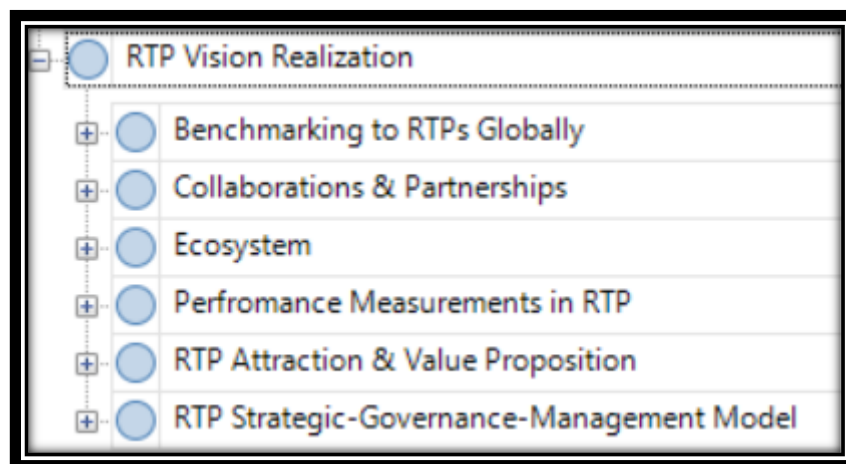 RTP Vision Realization
Benchmarking to RTPs Globally
Collaborations & Partnerships
Ecosystem
Perfromance Measurements in RTP
RTP Attraction & Value Proposition
RTP Strategic-Governance-Management Model